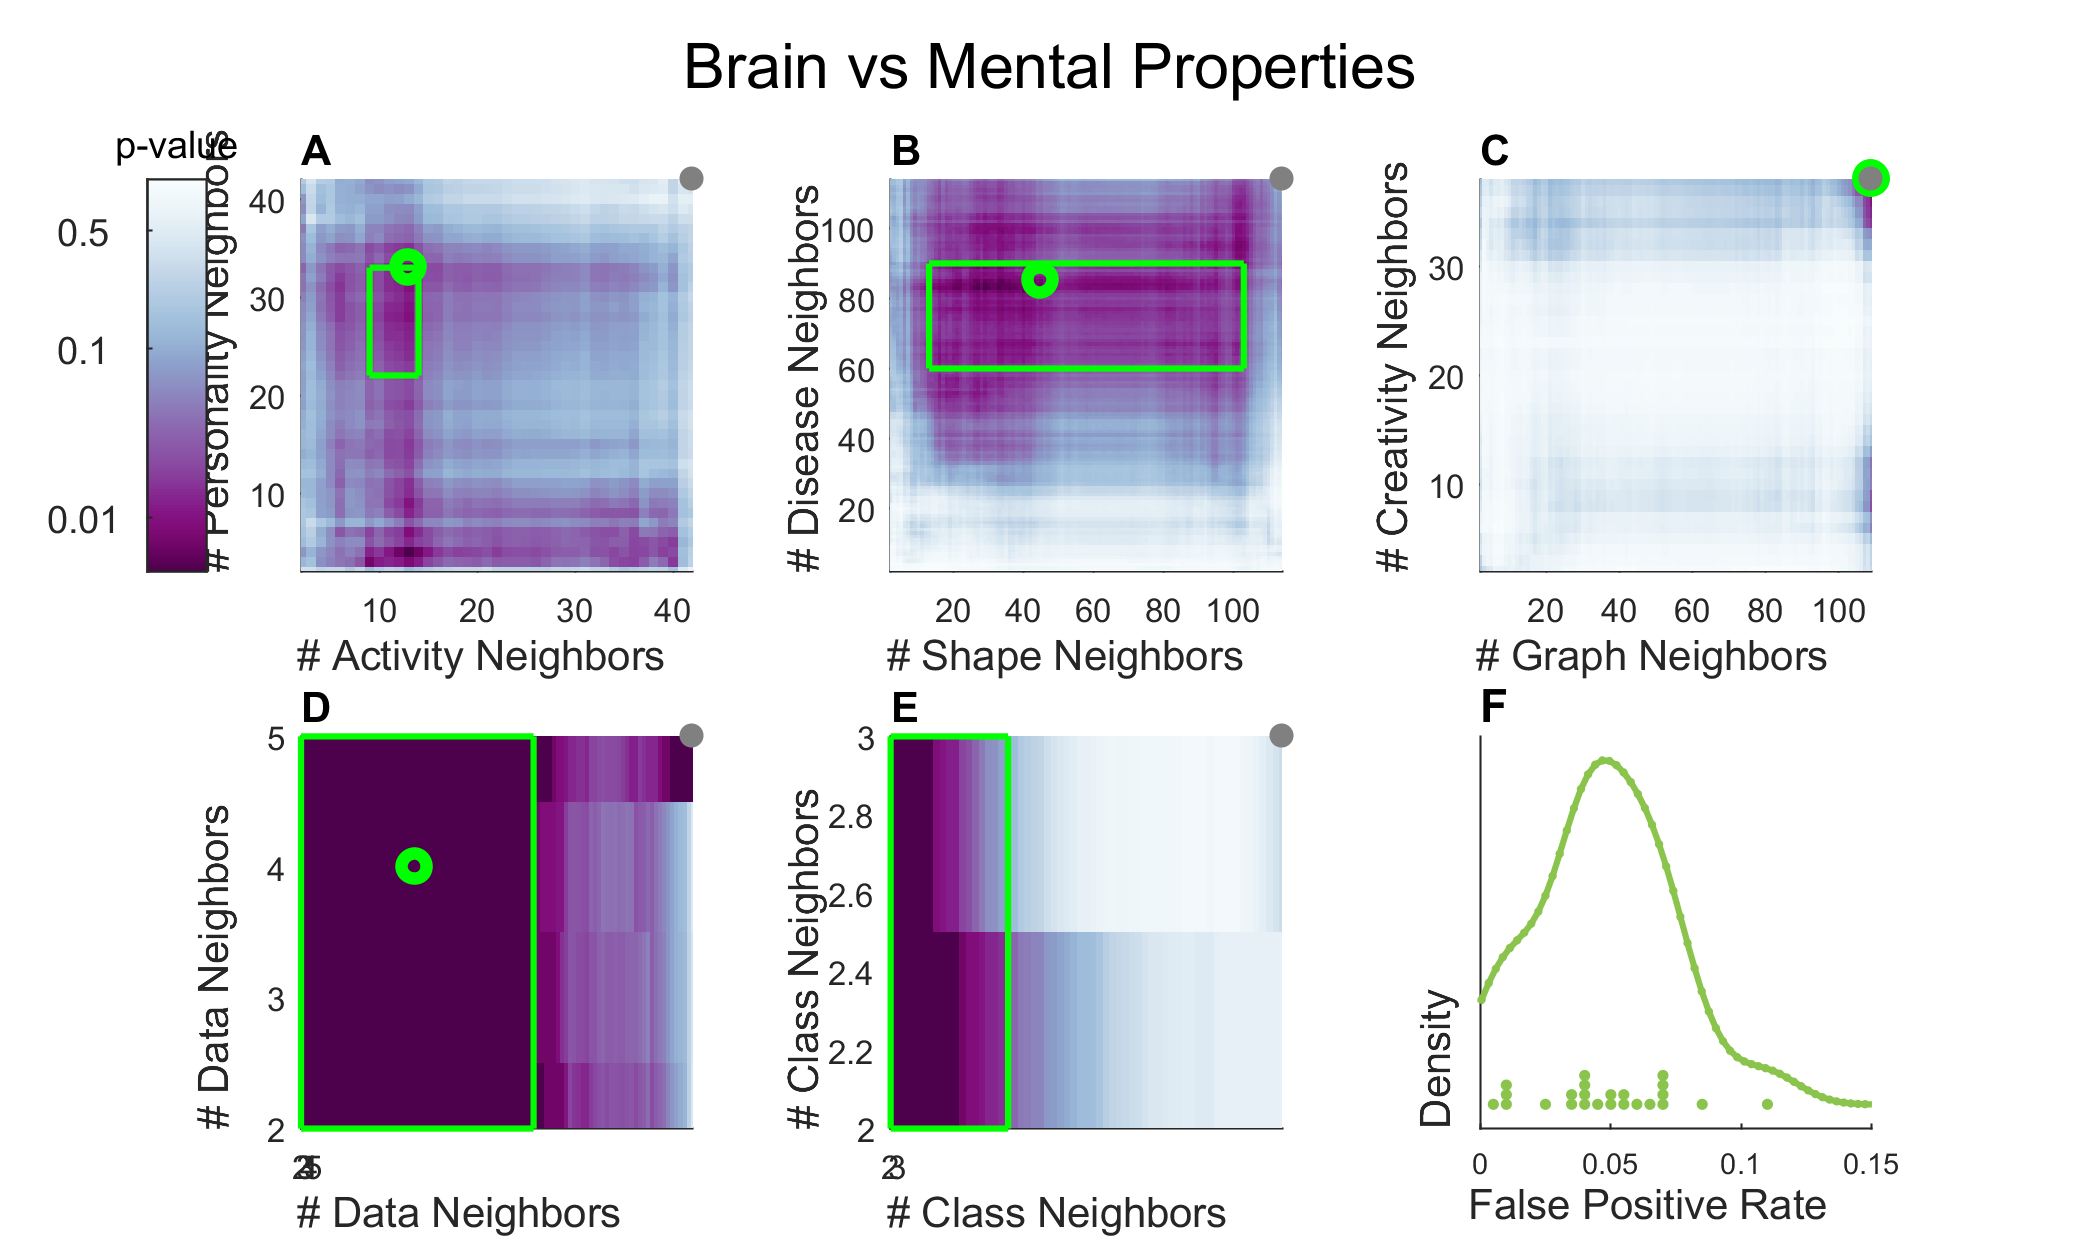 Brain vs Mental Properties
p-value
0.5
0.1
0.01
A
# Personality Neighbors
40
30
20
10
10 20 30 40
# Activity Neighbors
B
# Disease Neighbors
100
80
60
40
20
20 40 60 80 100
# Shape Neighbors
C
# Creativity Neighbors
30
20
10
20 40 60 80 100
# Graph Neighbors
D
# Data Neighbors
5
4
3
2
# Data Neighbors
E
# Class Neighbors
3
2.8
2.6
2.4
2.2
2
2 3
# Class Neighbors
F
Density
0 0.05 0.1 0.15
False Positive Rate